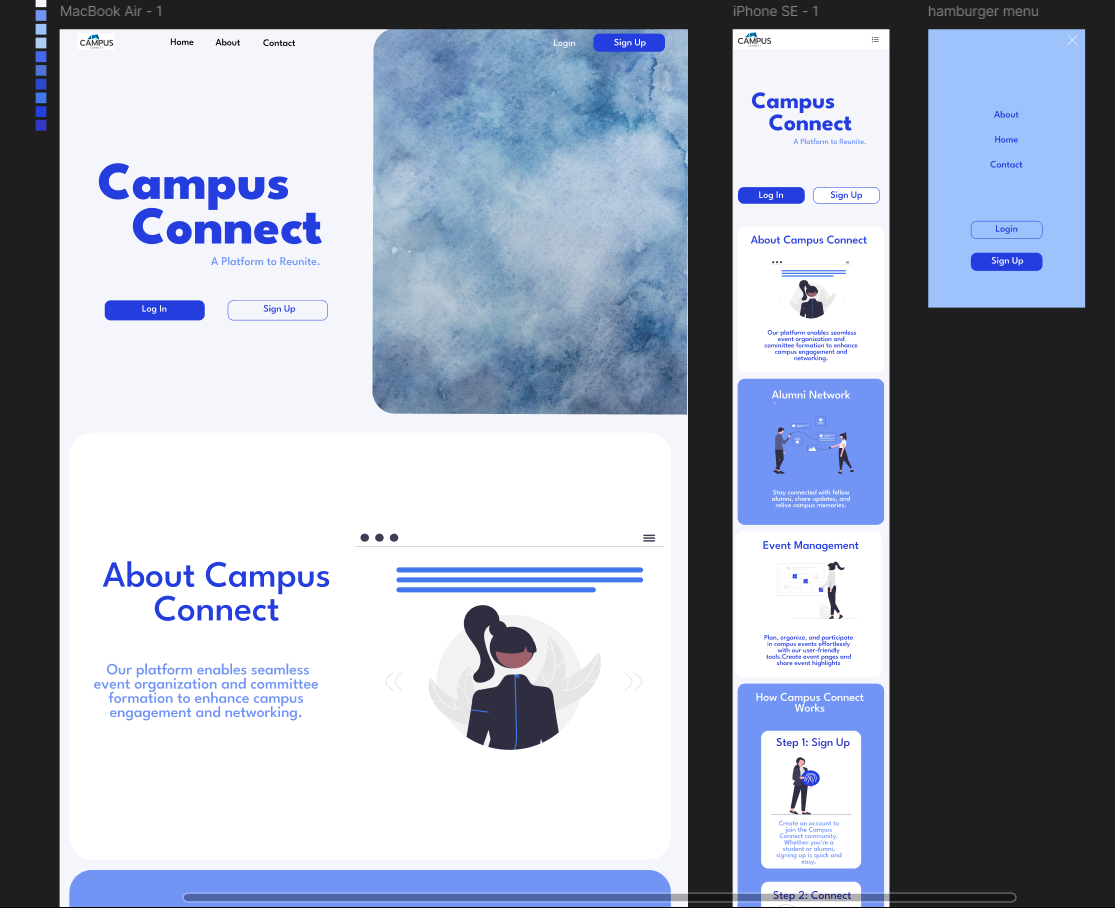 MacBook Air - 1
CAMPUS
CONNECT
Home
About
Contact
Login
Sign Up
Campus
Connect
A Platform to Reunite.
Log In
Sign Up
About Campus
Connect
Our platform enables seamless
event organization and committee
formation to enhance campus
engagement and networking.
iPhone SE - 1
CAMPUS
Campus
Connect
A Platform to Reunite.
Log In
Sign Up
About Campus Connect
Our platform enables seamless
event organization and
committee formation to enhance
campus engagement and
networking.
Alumni Network
Stay connected with fellow
alumni, share updates, and
relive campus memories.
Event Management
Plan, organize, and participate
in campus events effortlessly
with our user-friendly
tools.Create event pages and
share event highlights
How Campus Connect
Works
Step 1: Sign Up
Create an account to
join the Campus
Connect community.
Whether you're a
student or alumni,
signing up is quick and
easy.
Step 2: Connect
hamburger menu
About
Home
Contact
Login
Sign Up